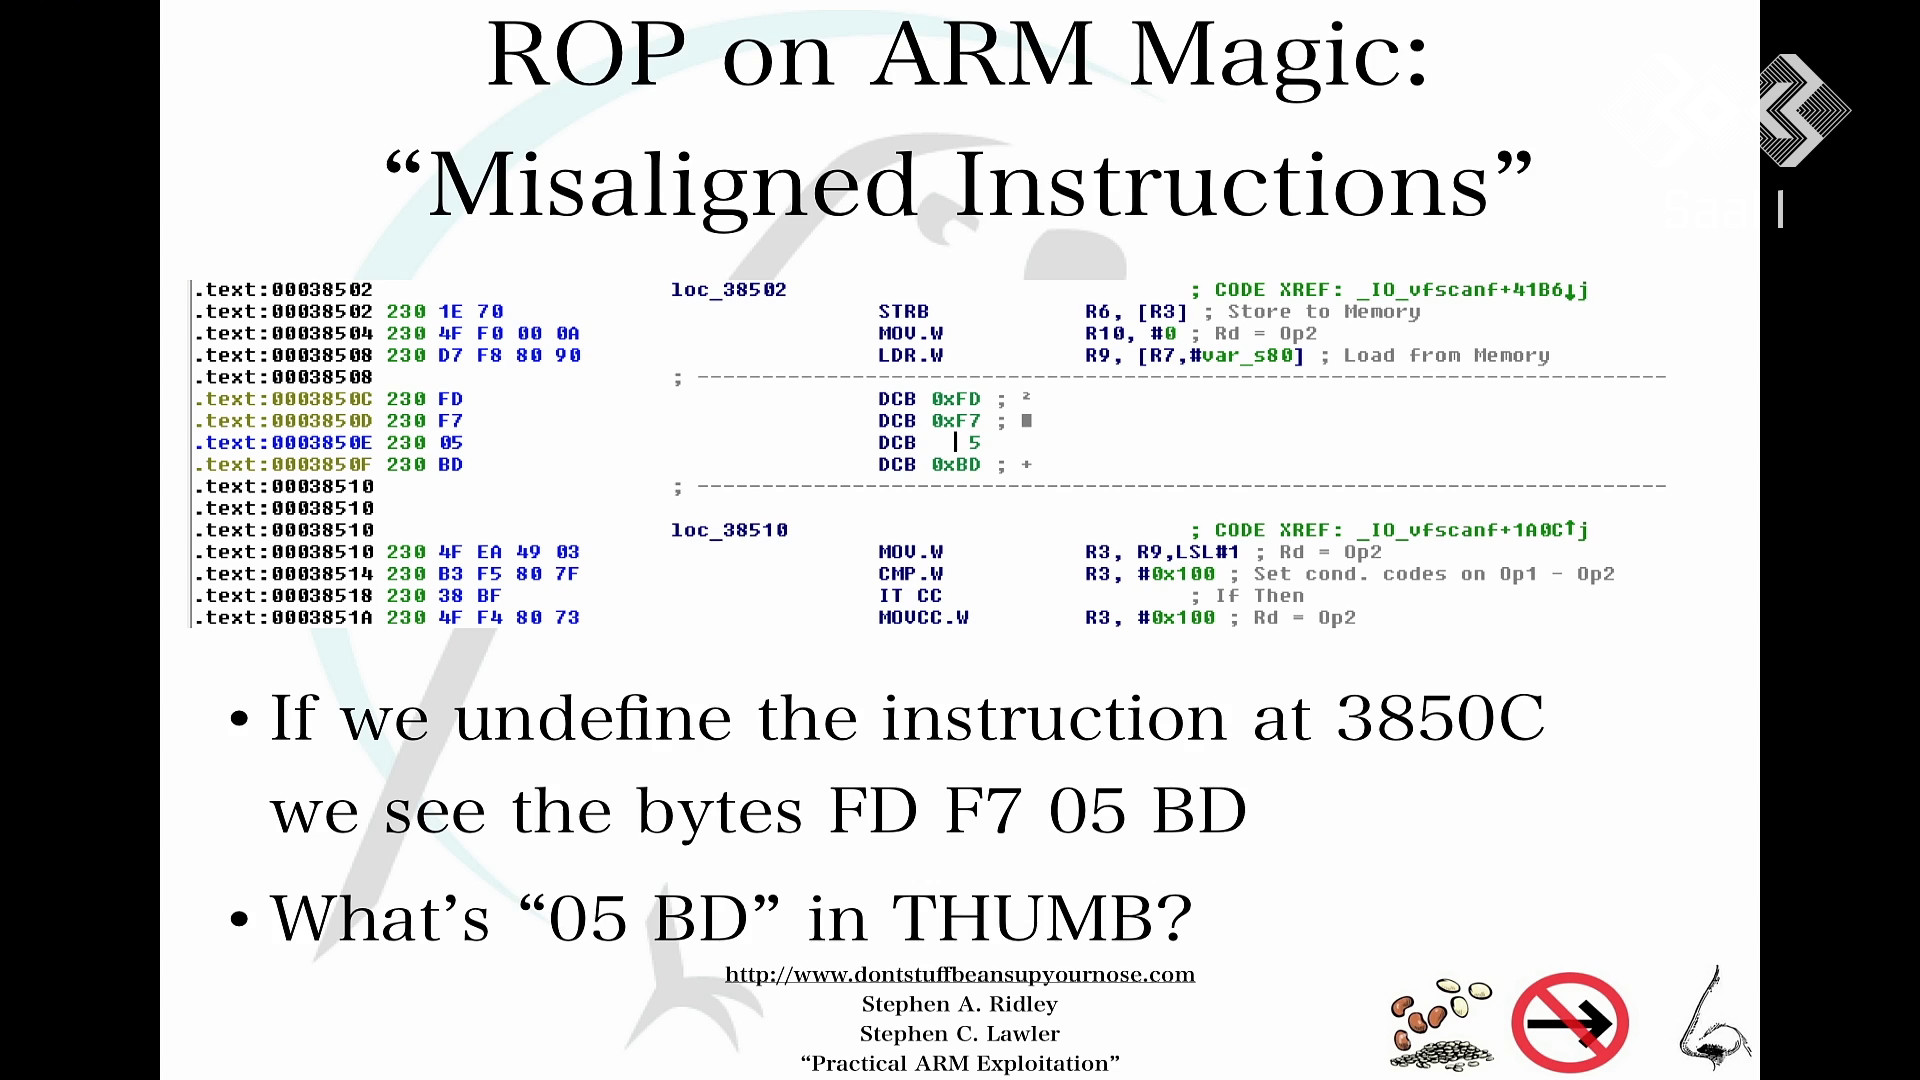 ROP on ARM Magic:
“Misaligned Instructions”
Saal 1
.text:00038502 loc_38502 ; CODE XREF: _IO_vfscanf+41B6↓j
.text:00038502 230 1E 70 STRB R6, [R3] ; Store to Memory
.text:00038504 230 4F F0 00 0A MOV.W R10, #0 ; Rd = Op2
.text:00038508 230 D7 F8 80 90 LDR.W R9, [R7,#var_s80] ; Load from Memory
.text:00038508 ; ---------------------------------------------------------------------------
.text:0003850C 230 FD DCB 0xFD ; ²
.text:0003850D 230 F7 DCB 0xF7 ; ■
.text:0003850E 230 05 DCB 5
.text:0003850F 230 BD DCB 0xBD ; +
.text:00038510 ; ---------------------------------------------------------------------------
.text:00038510
.text:00038510 loc_38510 ; CODE XREF: _IO_vfscanf+1A0C↑j
.text:00038510 230 4F EA 49 03 MOV.W R3, R9,LSL#1 ; Rd = Op2
.text:00038514 230 B3 F5 80 7F CMP.W R3, #0x100 ; Set cond. codes on Op1 - Op2
.text:00038518 230 38 BF IT CC ; If Then
.text:0003851A 230 4F F4 80 73 MOVCC.W R3, #0x100 ; Rd = Op2
• If we undefine the instruction at 3850C
we see the bytes FD F7 05 BD
• What’s “05 BD” in THUMB?
http://www.dontstuffbeansupyournose.com
Stephen A. Ridley
Stephen C. Lawler
“Practical ARM Exploitation”